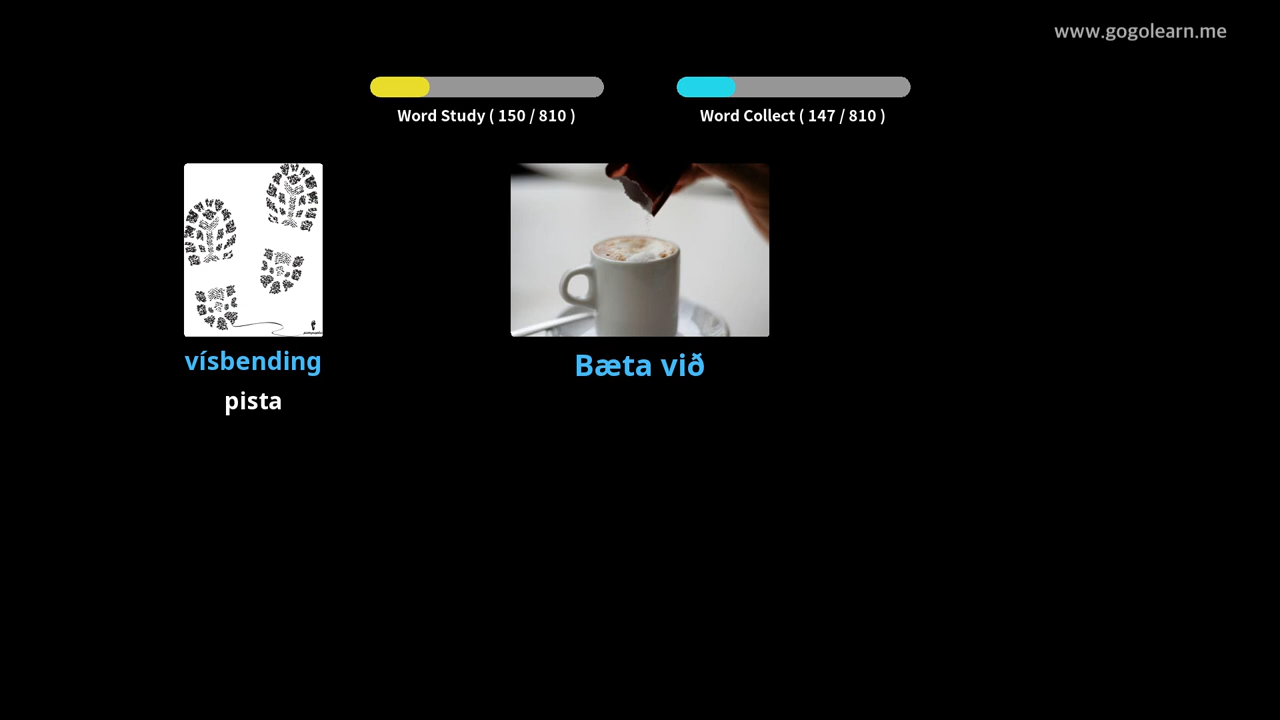 www.gogolearn.me
Word Study ( 150 / 810 )
Word Collect ( 147 / 810 )
vísbending
pista
Bæta við